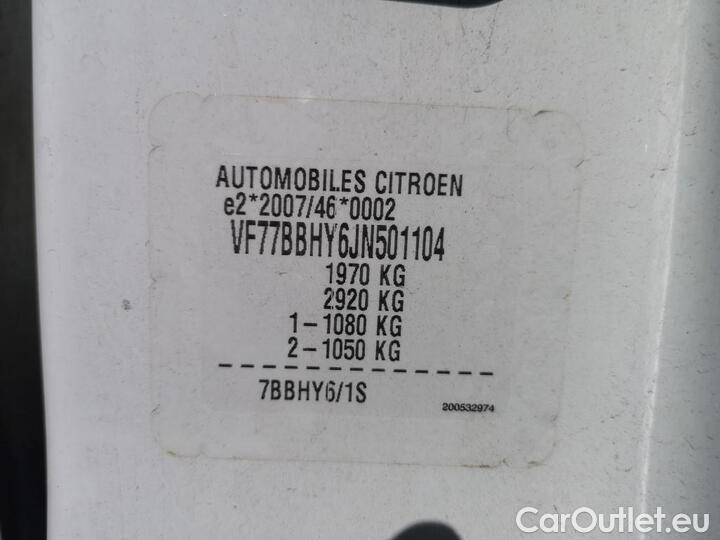 AUTOMOBILES CITROEN
e2*2007/46*0002
VF77BBHY6JN501104
1970 KG
2920 KG
1-1080 KG
2-1050 KG
7BBHY6/1S
200532974
CarOutlet.eu